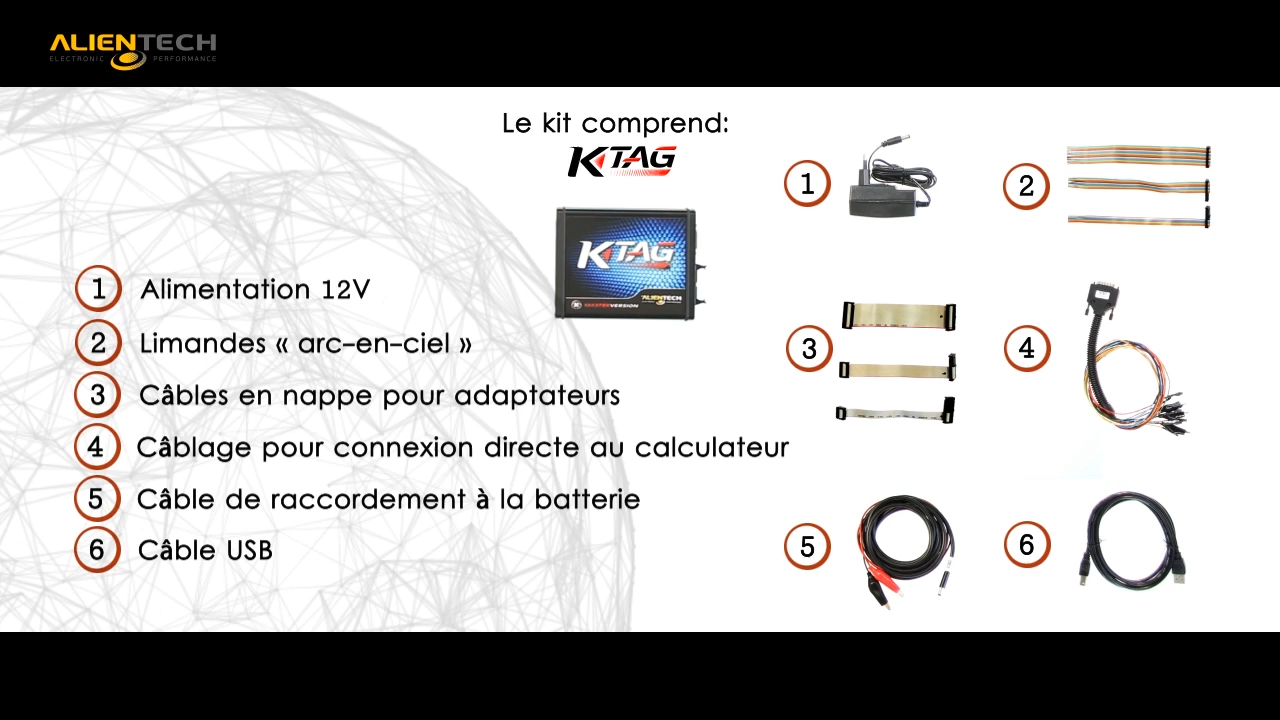 ALIENTECH
ELECTRONIC PERFORMANCE
Le kit comprend:
KTAG
KTAG
ALIENTECH
MASTERVERSION
1 Alimentation 12V
2 Limandes « arc-en-ciel »
3 Câbles en nappe pour adaptateurs
4 Câblage pour connexion directe au calculateur
5 Câble de raccordement à la batterie
6 Câble USB
1
2
3
4
5
6